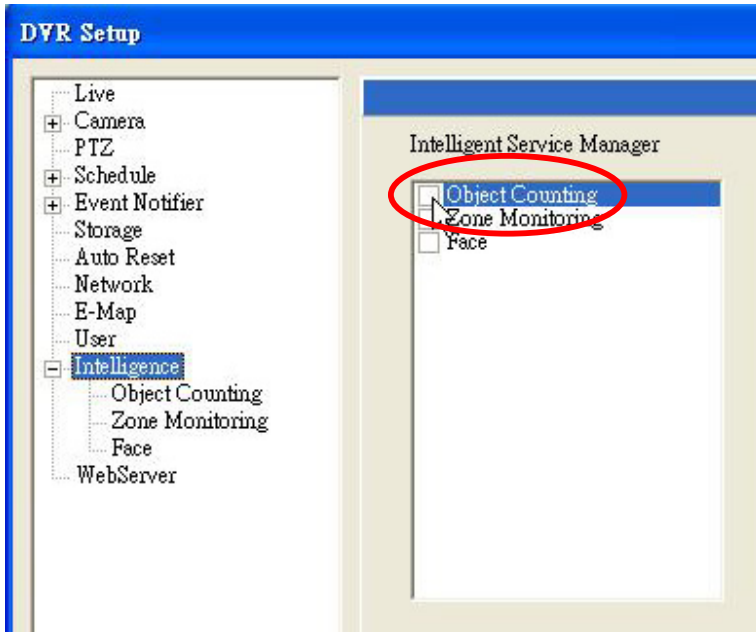 DVR Setup
Live
Camera
PTZ
Schedule
Event Notifier
Storage
Auto Reset
Network
E-Map
User
Intelligence
Object Counting
Zone Monitoring
Face
WebServer
Intelligent Service Manager
Object Counting
Zone Monitoring
Face